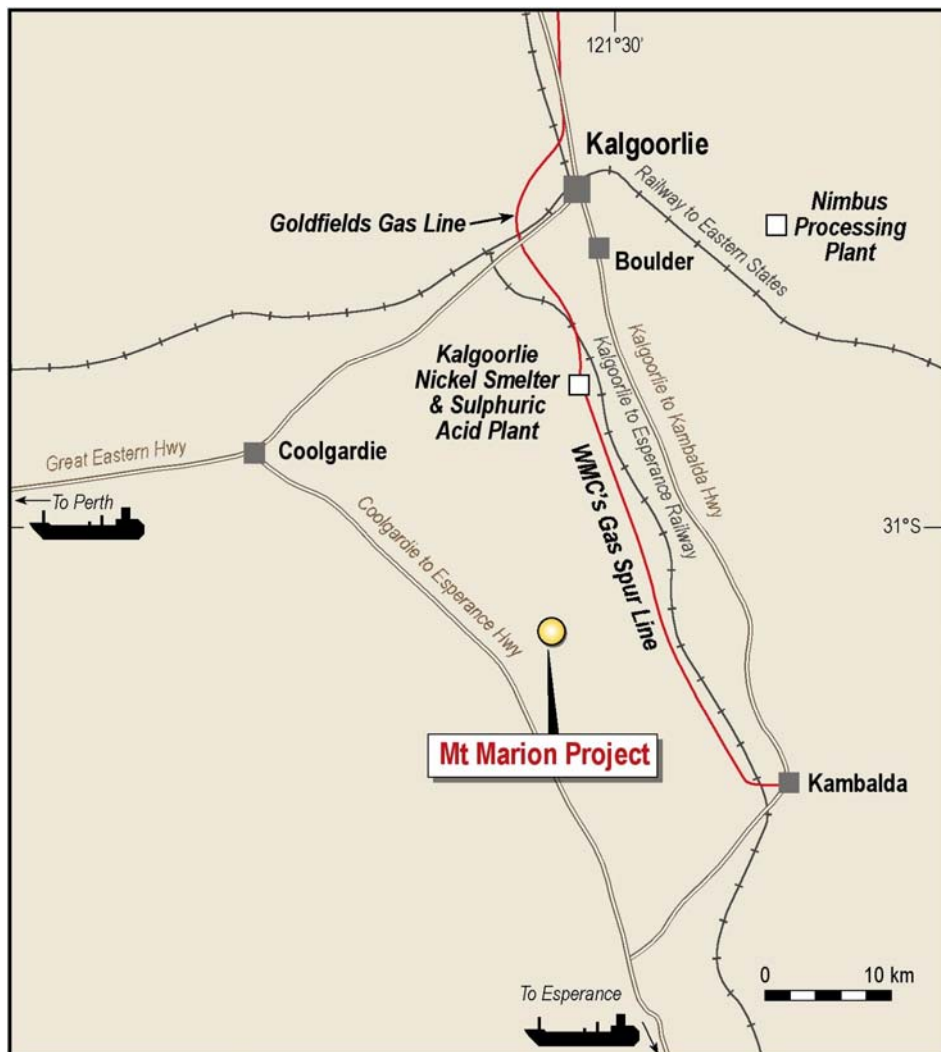 121°30'
Kalgoorlie
Railway to Eastern States
Nimbus
Processing
Plant
Goldfields Gas Line
Boulder
Kalgoorlie
Nickel Smelter
& Sulphuric
Acid Plant
Kalgoorlie to Kambalda Hwy
Kalgoorlie to Esperance Railway
Great Eastern Hwy
Coolgardie
To Perth
WMC's Gas Spur Line
31°S
Coolgardie to Esperance Hwy
Mt Marion Project
Kambalda
0 10 km
To Esperance